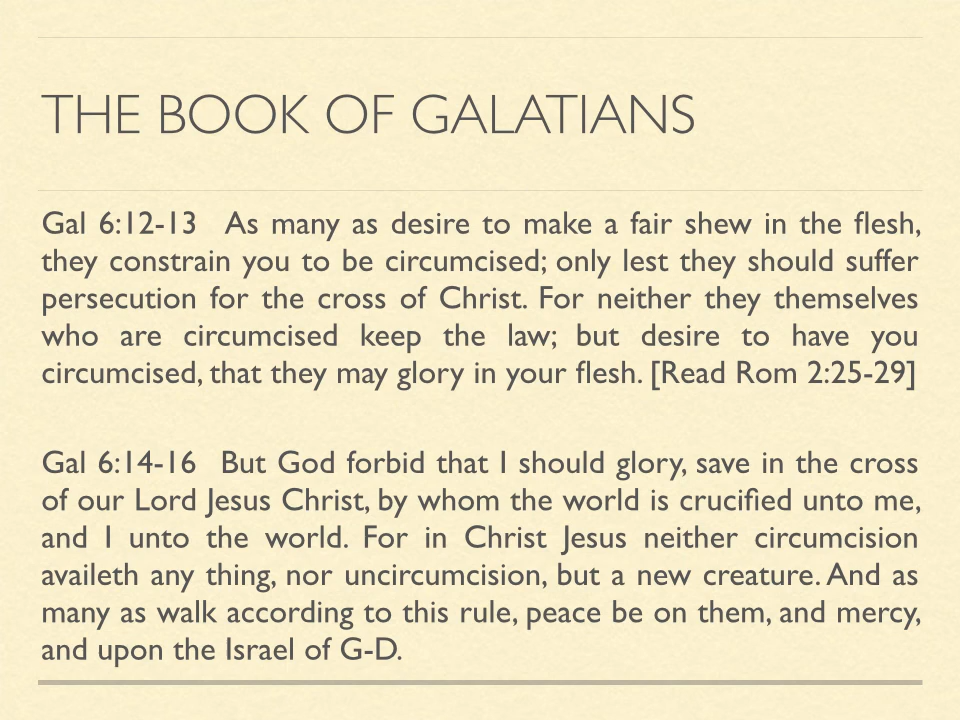 THE BOOK OF GALATIANS
Gal 6:12-13 As many as desire to make a fair shew in the flesh,
they constrain you to be circumcised; only lest they should suffer
persecution for the cross of Christ. For neither they themselves
who are circumcised keep the law; but desire to have you
circumcised, that they may glory in your flesh. [Read Rom 2:25-29]
Gal 6:14-16 But God forbid that I should glory, save in the cross
of our Lord Jesus Christ, by whom the world is crucified unto me,
and I unto the world. For in Christ Jesus neither circumcision
availeth any thing, nor uncircumcision, but a new creature. And as
many as walk according to this rule, peace be on them, and mercy,
and upon the Israel of G-D.